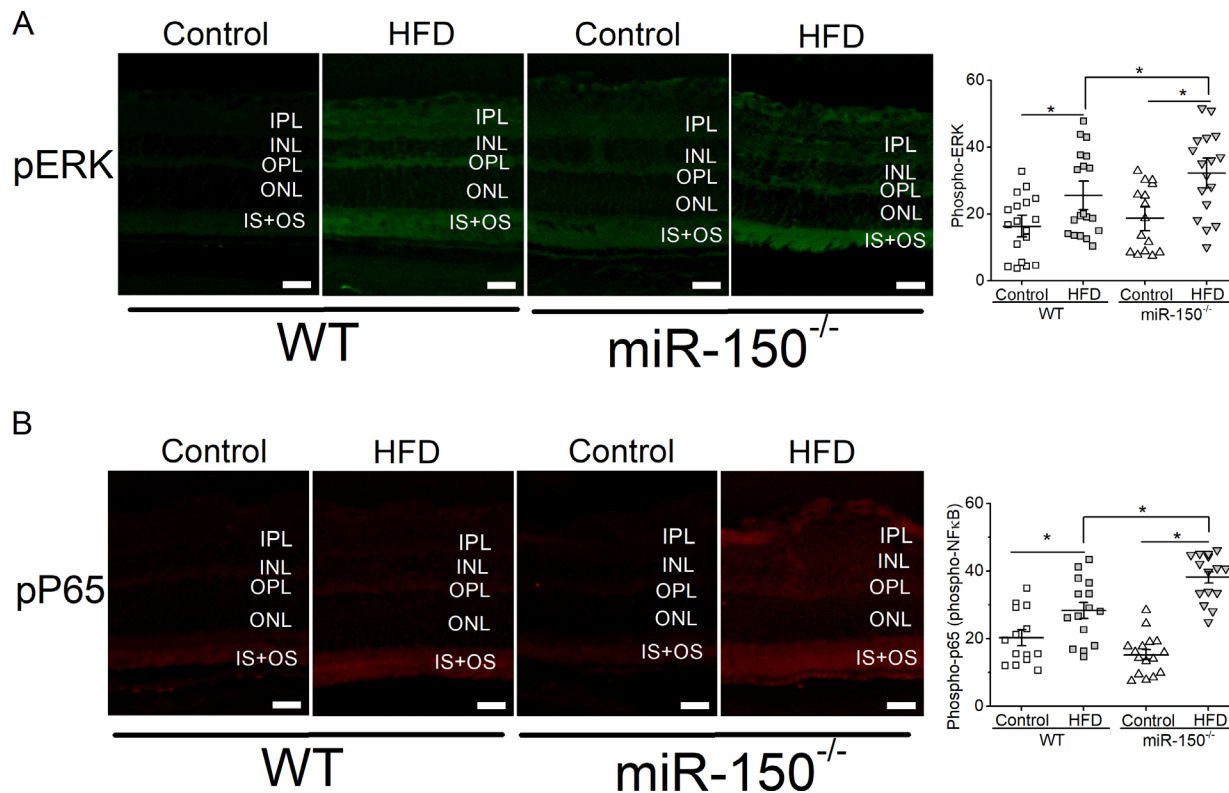 A
Control HFD Control HFD
pERK
IPL IPL IPL IPL
INL INL INL INL
OPL OPL OPL OPL
ONL ONL ONL ONL
IS+OS IS+OS IS+OS IS+OS
WT miR-150-/-
Phospho-ERK
60
40
20
0
* * * *
Control HFD Control HFD
WT miR-150-/-
B
Control HFD Control HFD
pP65
IPL IPL IPL IPL
INL INL INL INL
OPL OPL OPL OPL
ONL ONL ONL ONL
IS+OS IS+OS IS+OS IS+OS
WT miR-150-/-
Phospho-p65 (phospho-NFκB)
60
40
20
0
* * *
Control HFD Control HFD
WT miR-150-/-